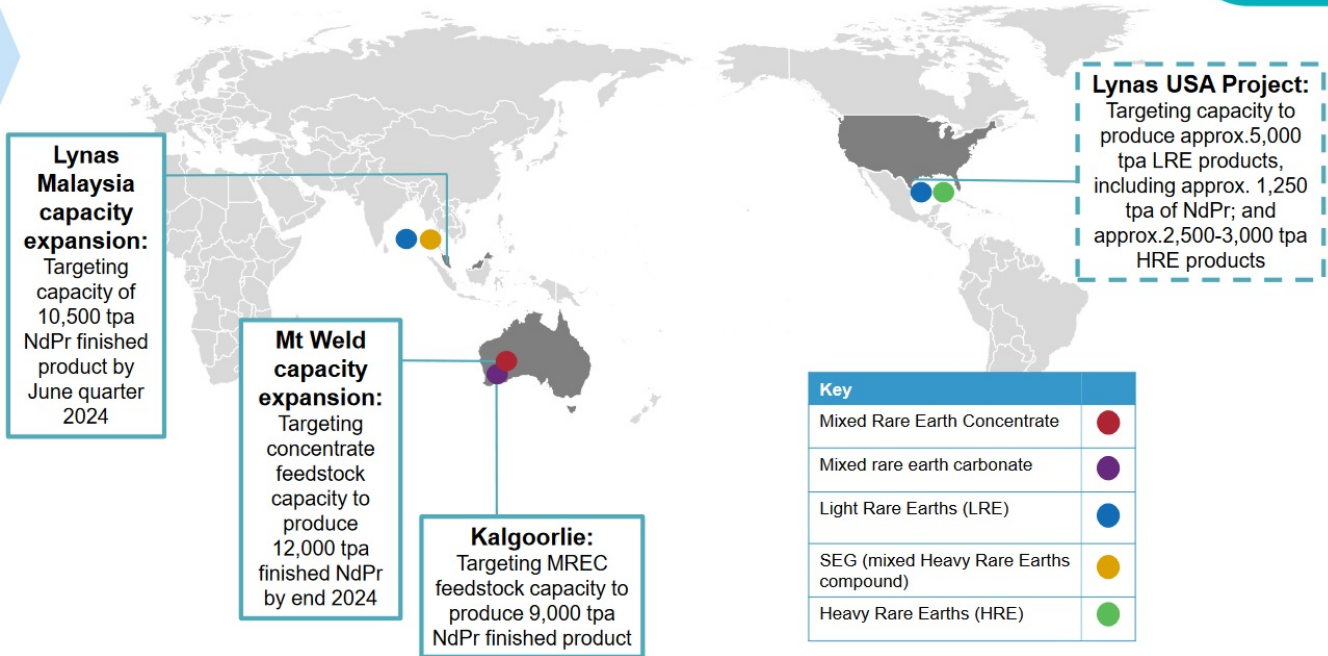 Lynas
Malaysia
capacity
expansion:
Targeting
capacity of
10,500 tpa
NdPr finished
product by
June quarter
2024
Mt Weld
capacity
expansion:
Targeting
concentrate
feedstock
capacity to
produce
12,000 tpa
finished NdPr
by end 2024
Kalgoorlie:
Targeting MREC
feedstock capacity to
produce 9,000 tpa
NdPr finished product
Lynas USA Project:
Targeting capacity to
produce approx.5,000
tpa LRE products,
including approx. 1,250
tpa of NdPr; and
approx.2,500-3,000 tpa
HRE products
Key
Mixed Rare Earth Concentrate
Mixed rare earth carbonate
Light Rare Earths (LRE)
SEG (mixed Heavy Rare Earths
compound)
Heavy Rare Earths (HRE)